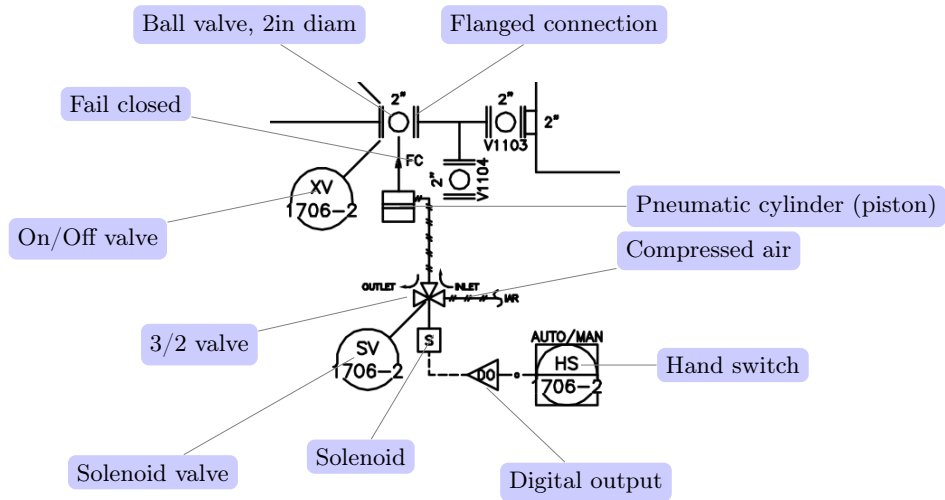 Ball valve, 2in diam
Flanged connection
Fail closed
2"
2"
2"
V1103
FC
2"
V1104
XV
1706-2
Pneumatic cylinder (piston)
On/Off valve
Compressed air
OUTLET
INLET
IAR
3/2 valve
AUTO/MAN
S
SV
1706-2
HS
706-2
DO
Hand switch
Solenoid
Solenoid valve
Digital output